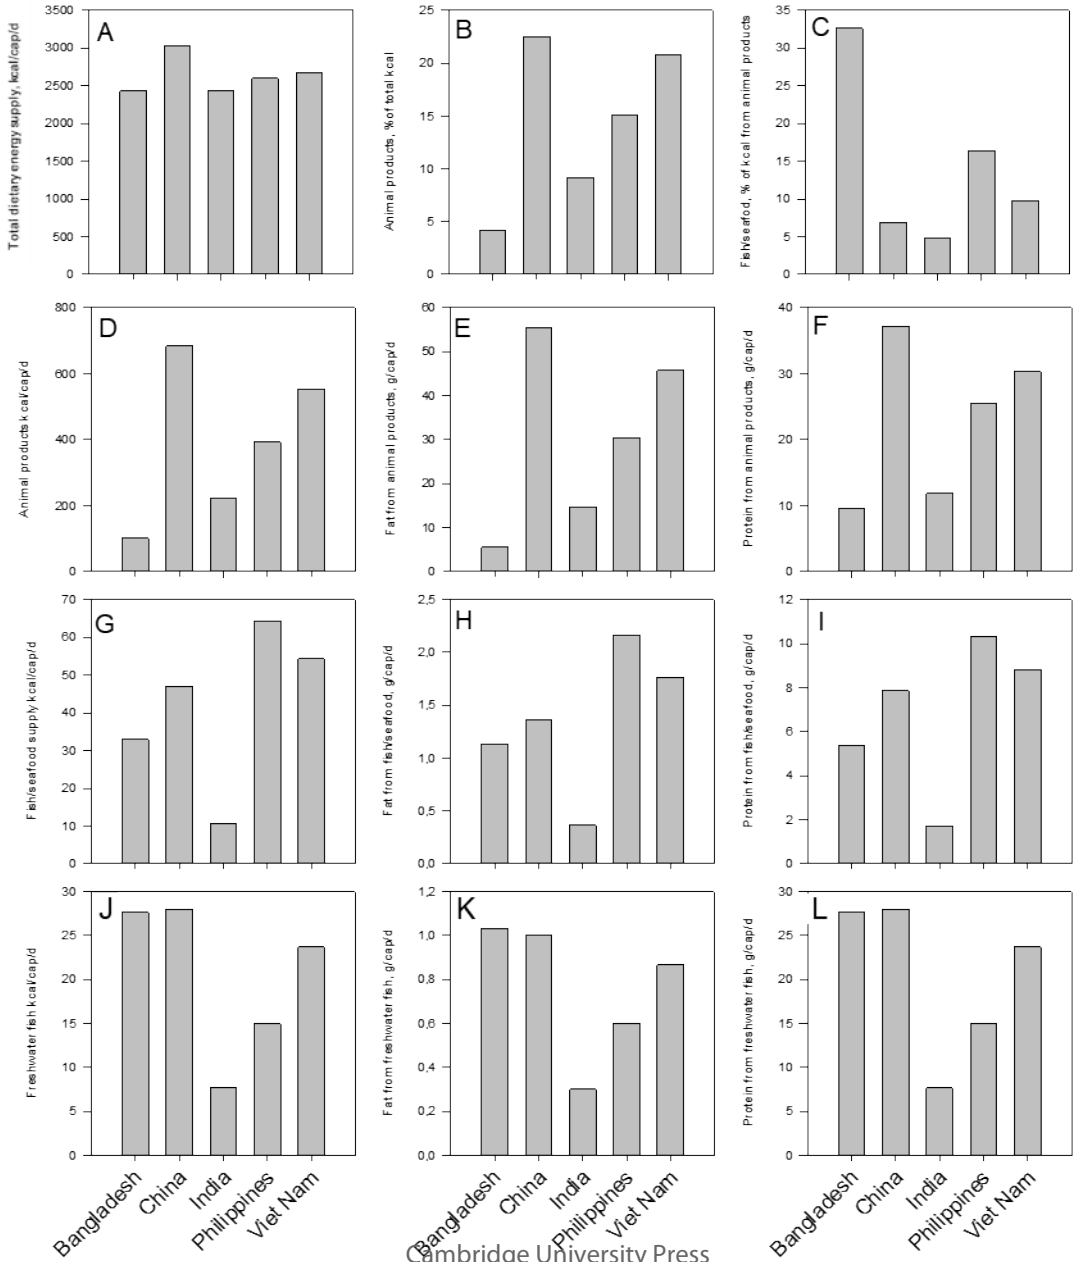 A
Total dietary energy supply, kcal/cap/d
3500
3000
2500
2000
1500
1000
500
0
B
Animal products, % of total kcal
25
20
15
10
5
0
C
Fish/seafod, % of kcal from animal products
35
30
25
20
15
10
5
0
D
Animal products kcal/cap/d
800
600
400
200
0
E
Fat from animal products, g/cap/d
60
50
40
30
20
10
0
F
Protein from animal products, g/cap/d
40
30
20
10
0
G
Fish/seafood supply kcal/cap/d
70
60
50
40
30
20
10
0
H
Fat from fish/seafood, g/cap/d
2,5
2,0
1,5
1,0
0,5
0,0
I
Protein from fish/seafood, g/cap/d
12
10
8
6
4
2
0
J
Freshwater fish kcal/cap/d
30
25
20
15
10
5
0
Bangladesh
China
India
Philippines
Viet Nam
K
Fat from freshwater fish, g/cap/d
1,2
1,0
0,8
0,6
0,4
0,2
0,0
Bangladesh
China
India
Philippines
Viet Nam
L
Protein from freshwater fish, g/cap/d
30
25
20
15
10
5
0
Bangladesh
China
India
Philippines
Viet Nam
Cambridge University Press